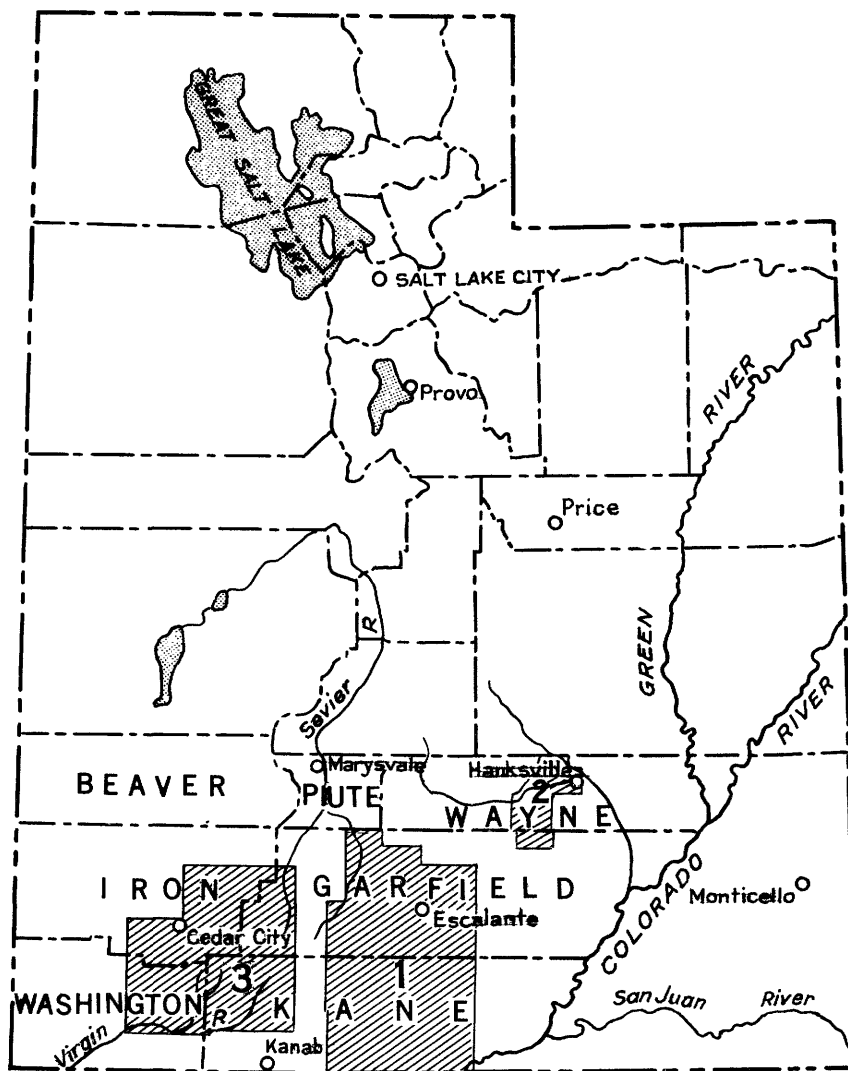 GREAT SALT LAKE
SALT LAKE CITY
Provo
RIVER
Price
GREEN
R
Sevier
RIVER
Marysvale
Hanksville
BEAVER
PIUTE
2
WAYNE
IRON
GARFIELD
COLORADO
Monticello
Escalante
Cedar City
3
1
WASHINGTON
KANE
San Juan River
R
Virgin
Kanab